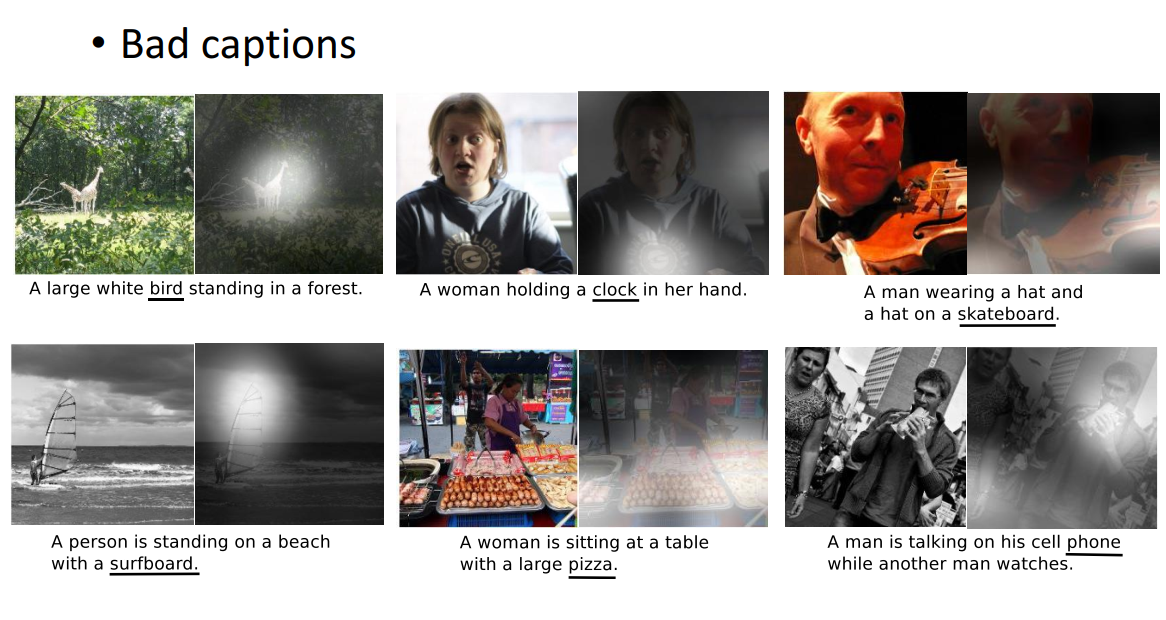 • Bad captions
A large white bird standing in a forest.
A woman holding a clock in her hand.
A man wearing a hat and
a hat on a skateboard.
A person is standing on a beach
with a surfboard.
A woman is sitting at a table
with a large pizza.
A man is talking on his cell phone
while another man watches.